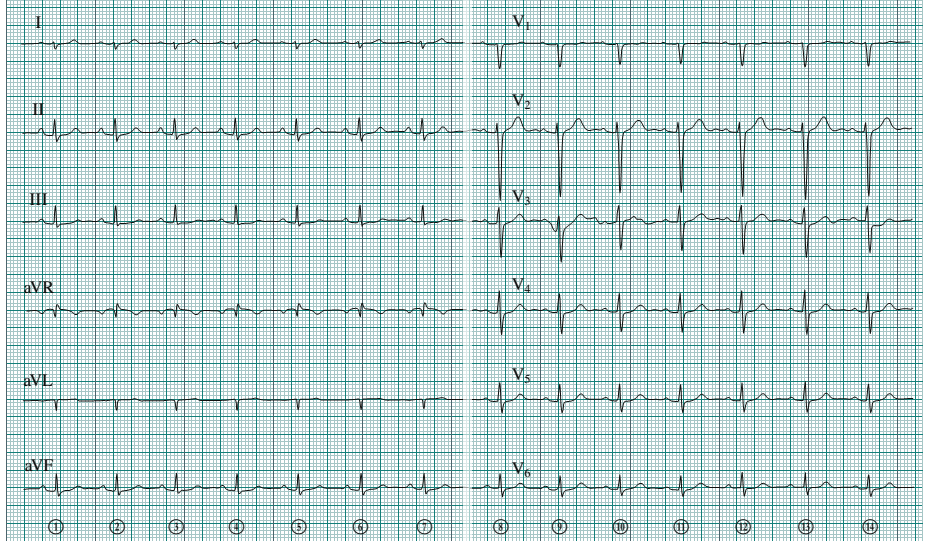 I
V₁
II
V₂
III
V₃
aVR
V₄
aVL
V₅
aVF
V₆
① ② ③ ④ ⑤ ⑥ ⑦ ⑧ ⑨ ⑩ ⑪ ⑫ ⑬ ⑭